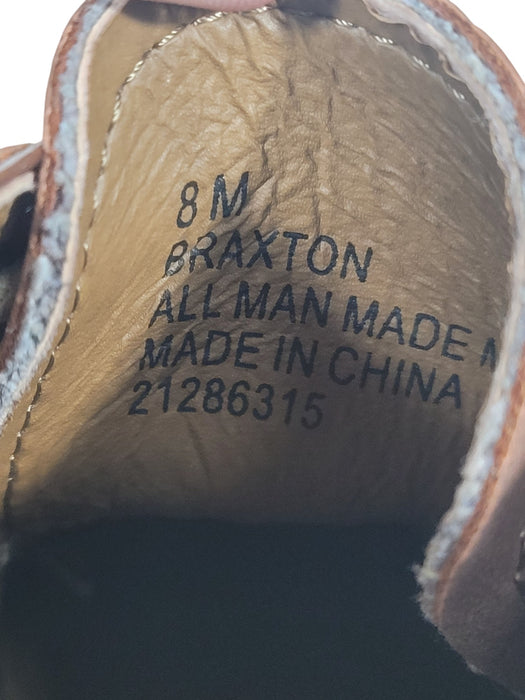 8 M
BRAXTON
ALL MAN MADE
MADE IN CHINA
21286315